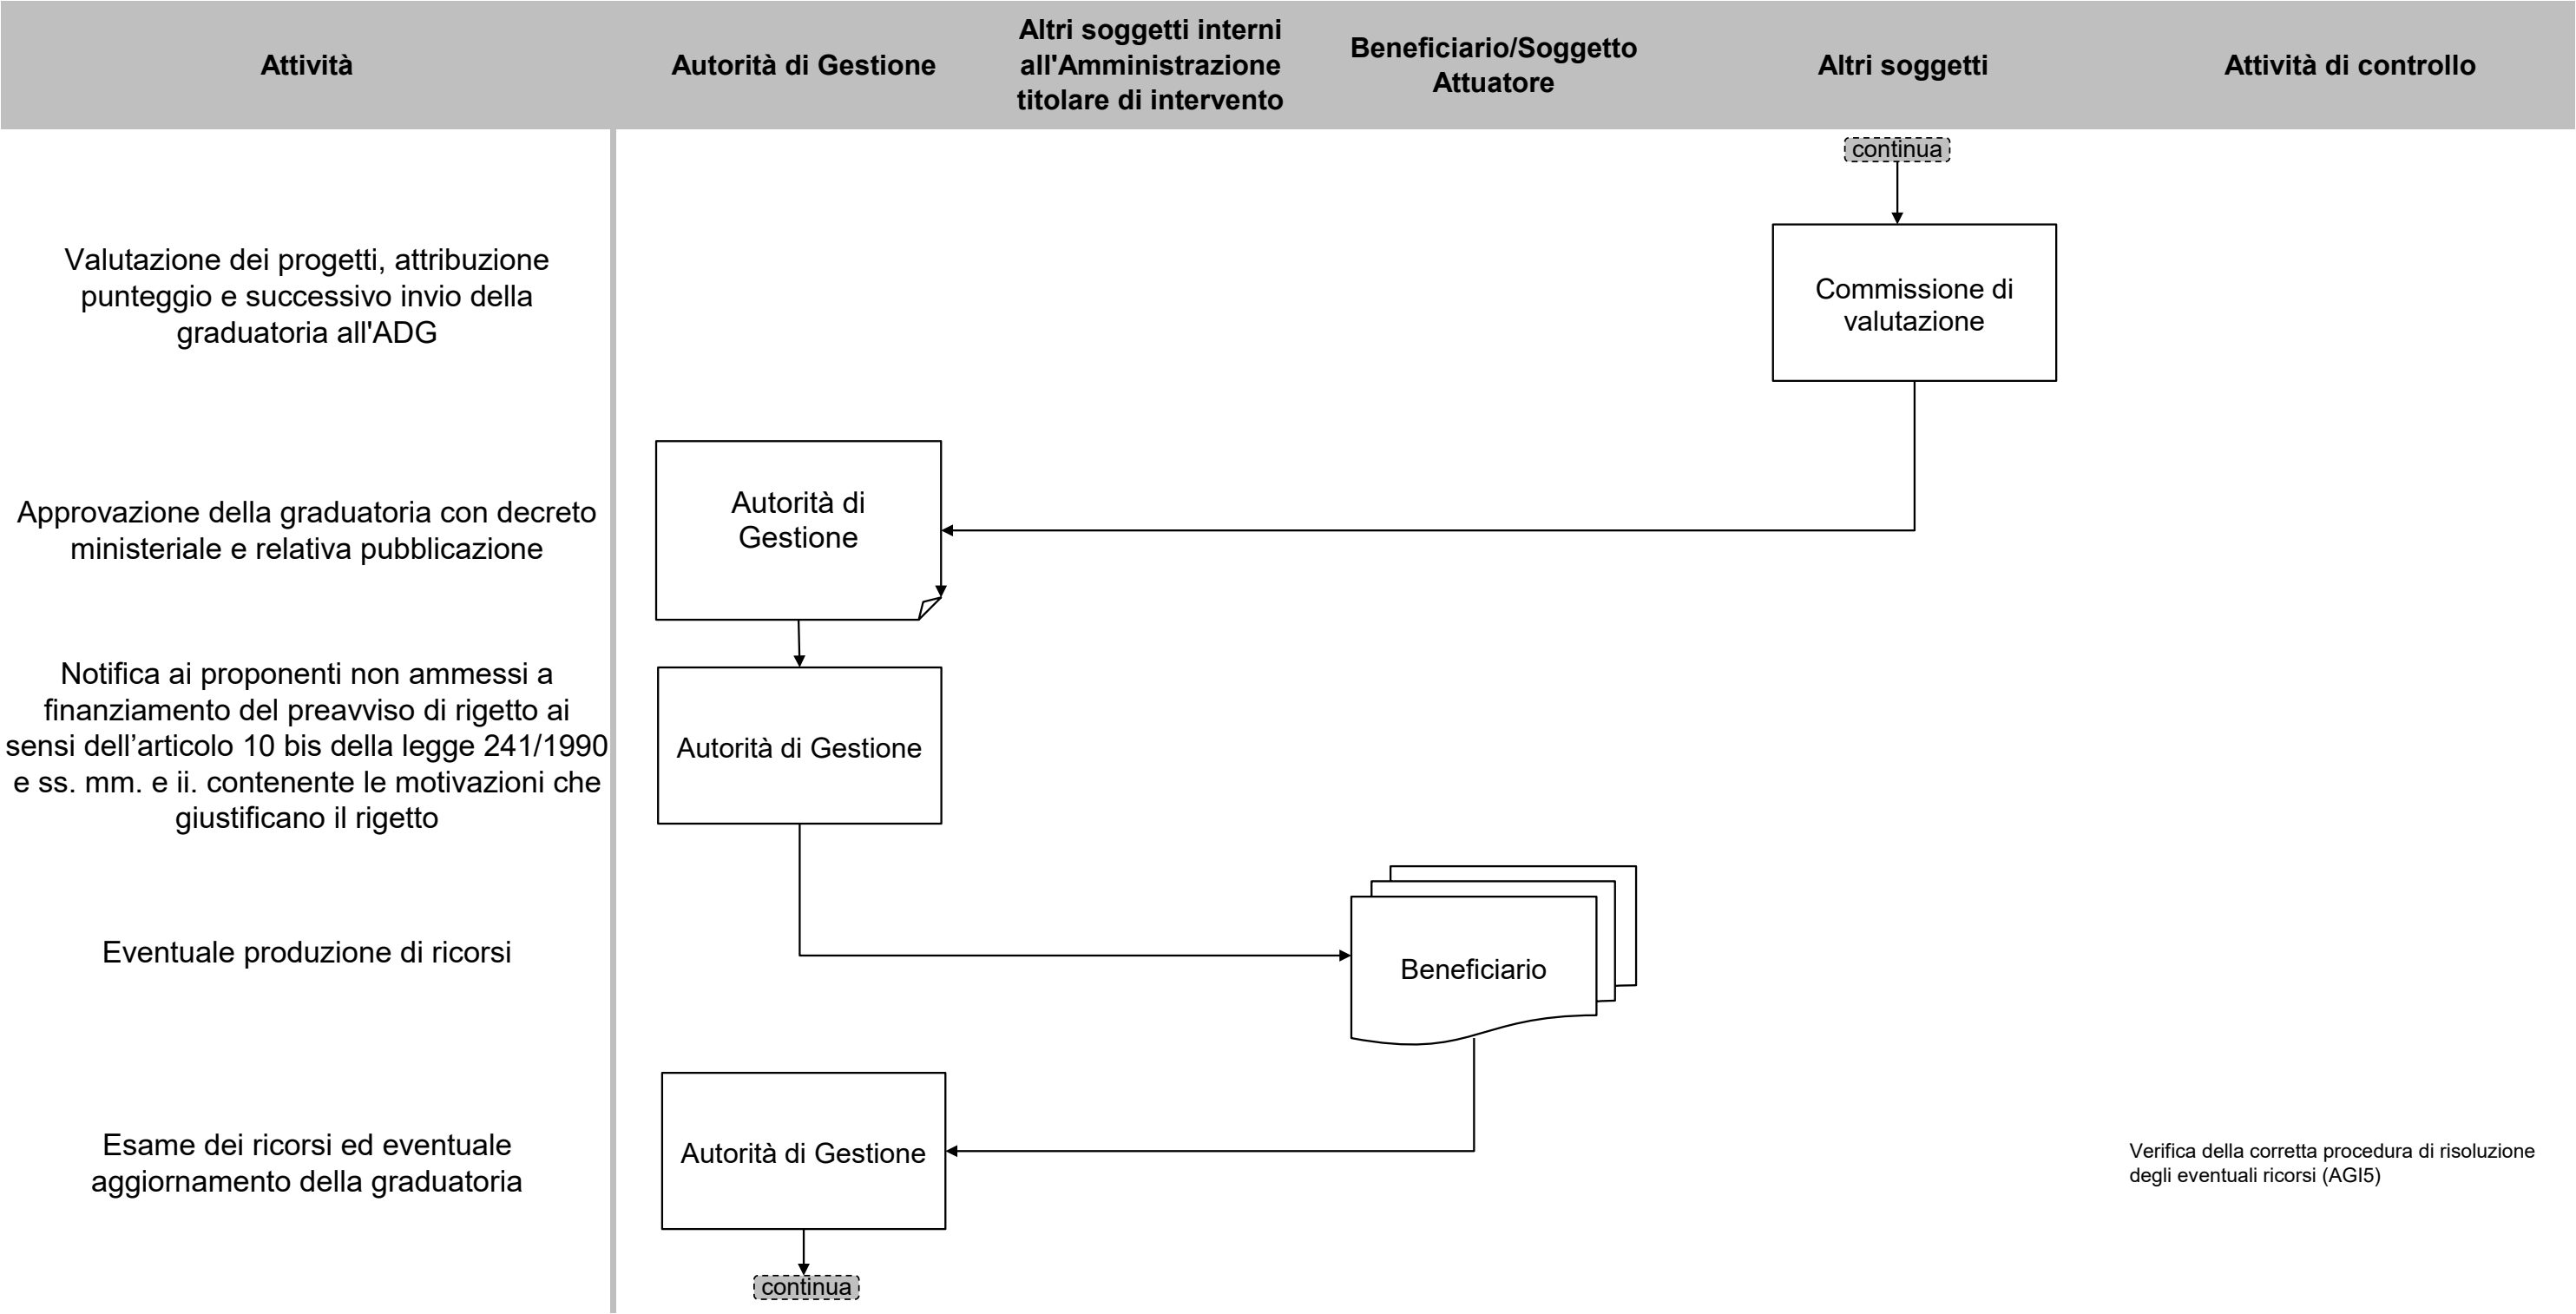 Attività
Autorità di Gestione
Altri soggetti interni
all'Amministrazione
titolare di intervento
Beneficiario/Soggetto
Attuatore
Altri soggetti
Attività di controllo
continua
Valutazione dei progetti, attribuzione
punteggio e successivo invio della
graduatoria all'ADG
Commissione di
valutazione
Approvazione della graduatoria con decreto
ministeriale e relativa pubblicazione
Autorità di
Gestione
Notifica ai proponenti non ammessi a
finanziamento del preavviso di rigetto ai
sensi dell’articolo 10 bis della legge 241/1990
e ss. mm. e ii. contenente le motivazioni che
giustificano il rigetto
Autorità di Gestione
Eventuale produzione di ricorsi
Beneficiario
Esame dei ricorsi ed eventuale
aggiornamento della graduatoria
Autorità di Gestione
Verifica della corretta procedura di risoluzione
degli eventuali ricorsi (AGI5)
continua